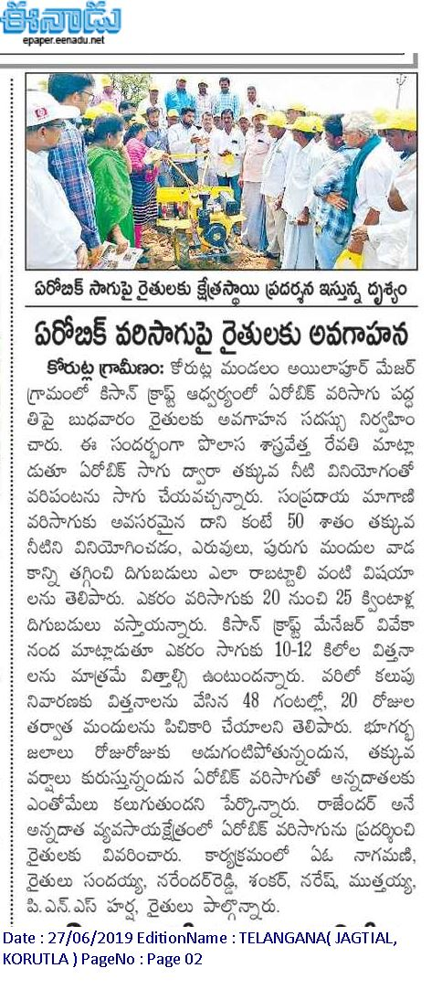 ఈనాడు
epaper.eenadu.net
ఏరోబిక్ సాగుపై రైతులకు క్షేత్రస్థాయి ప్రదర్శన ఇస్తున్న దృశ్యం
ఏరోబిక్ వరిసాగుపై రైతులకు అవగాహన
కోరుట్ల గ్రామీణం: కోరుట్ల మండలం అయిలాపూర్ మేజర్
గ్రామంలో కిసాన్ క్రాఫ్ట్ ఆధ్వర్యంలో ఏరోబిక్ వరిసాగు పద్ధ
తిపై బుధవారం రైతులకు అవగాహన సదస్సు నిర్వహిం
చారు. ఈ సందర్భంగా పొలాస శాస్త్రవేత్త రేవతి మాట్లా
డుతూ ఏరోబిక్ సాగు ద్వారా తక్కువ నీటి వినియోగంతో
వరిపంటను సాగు చేయవచ్చన్నారు. సంప్రదాయ మాగాణి
వరిసాగుకు అవసరమైన దాని కంటే 50 శాతం తక్కువ
నీటిని వినియోగించడం, ఎరువులు, పురుగు మందుల వాడ
కాన్ని తగ్గించి దిగుబడులు ఎలా రాబట్టాలి వంటి విషయా
లను తెలిపారు. ఎకరం వరిసాగుకు 20 నుంచి 25 క్వింటాళ్ల
దిగుబడులు వస్తాయన్నారు. కిసాన్ క్రాఫ్ట్ మేనేజర్ వివేకా
నంద మాట్లాడుతూ ఎకరం సాగుకు 10-12 కిలోల విత్తనా
లను మాత్రమే విత్తాల్సి ఉంటుందన్నారు. వరిలో కలుపు
నివారణకు విత్తనాలను వేసిన 48 గంటల్లో, 20 రోజుల
తర్వాత మందులను పిచికారి చేయాలని తెలిపారు. భూగర్భ
జలాలు రోజురోజుకు అడుగంటిపోతున్నందున, తక్కువ
వర్షాలు కురుస్తున్నందున ఏరోబిక్ వరిసాగుతో అన్నదాతలకు
ఎంతోమేలు కలుగుతుందని పేర్కొన్నారు. రాజేందర్ అనే
అన్నదాత వ్యవసాయక్షేత్రంలో ఏరోబిక్ వరిసాగును ప్రదర్శించి
రైతులకు వివరించారు. కార్యక్రమంలో ఏఓ నాగమణి,
రైతులు సందయ్య, నరేందర్‌రెడ్డి, శంకర్, నరేష్, ముత్తయ్య,
పి.ఎన్.ఎస్ హర్ష, రైతులు పాల్గొన్నారు.
Date : 27/06/2019 EditionName : TELANGANA( JAGTIAL,
KORUTLA ) PageNo : Page 02